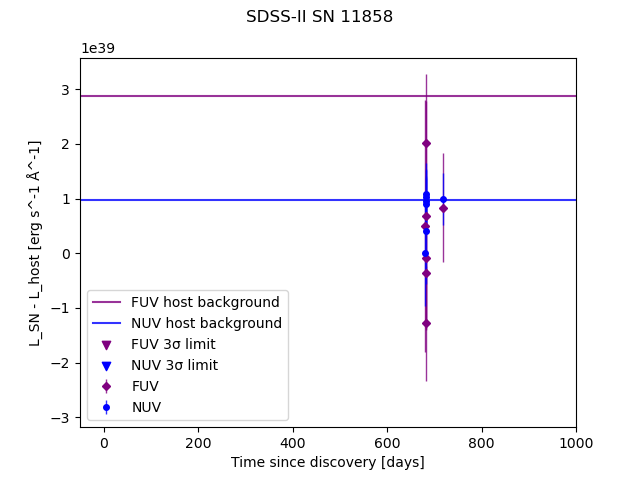 SDSS-II SN 11858
1e39
3
2
1
0
−1
−2
−3
L_SN - L_host [erg s^-1 Å^-1]
FUV host background
NUV host background
FUV 3σ limit
NUV 3σ limit
FUV
NUV
0 200 400 600 800 1000
Time since discovery [days]